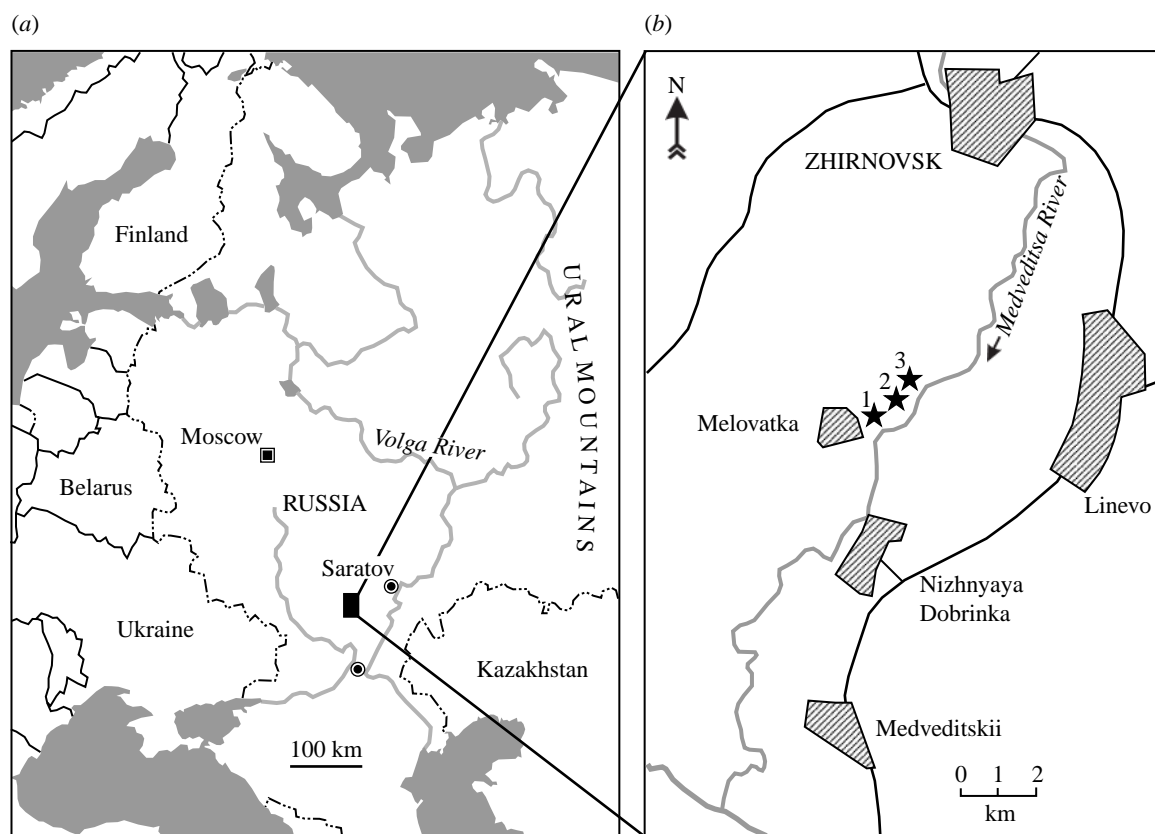 (a)
Finland
URAL MOUNTAINS
Moscow
Volga River
Belarus
RUSSIA
Saratov
Ukraine
Kazakhstan
100 km
(b)
N
ZHIRNOVSK
Medveditsa River
3
2
1
Melovatka
Linevo
Nizhnyaya
Dobrinka
Medveditskii
0 1 2
km